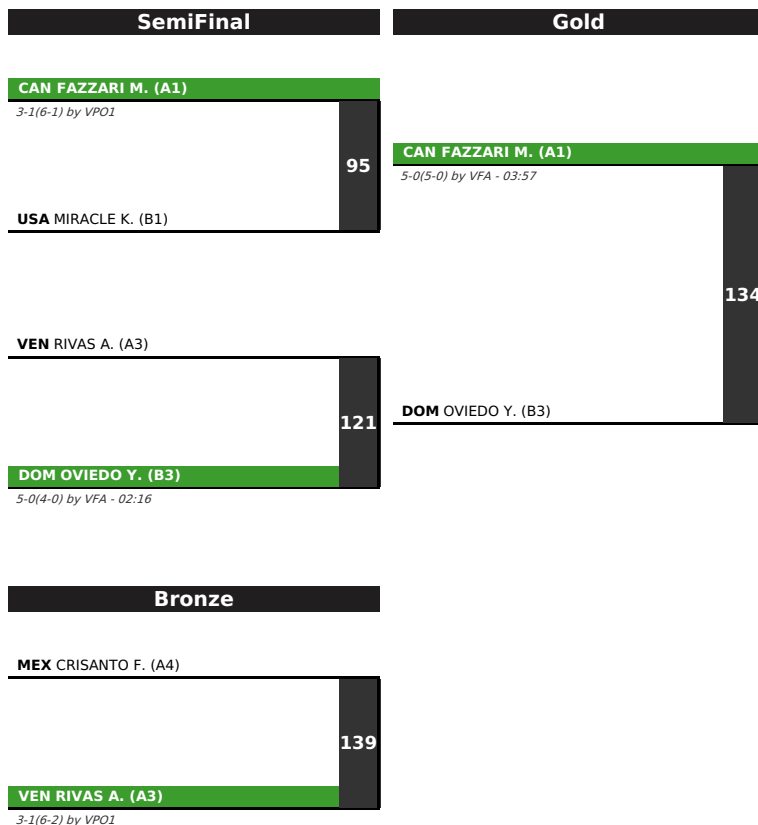 SemiFinal
CAN FAZZARI M. (A1)
3-1(6-1) by VPO1
95
USA MIRACLE K. (B1)
VEN RIVAS A. (A3)
121
DOM OVIEDO Y. (B3)
5-0(4-0) by VFA - 02:16
Gold
CAN FAZZARI M. (A1)
5-0(5-0) by VFA - 03:57
134
DOM OVIEDO Y. (B3)
Bronze
MEX CRISANTO F. (A4)
139
VEN RIVAS A. (A3)
3-1(6-2) by VPO1